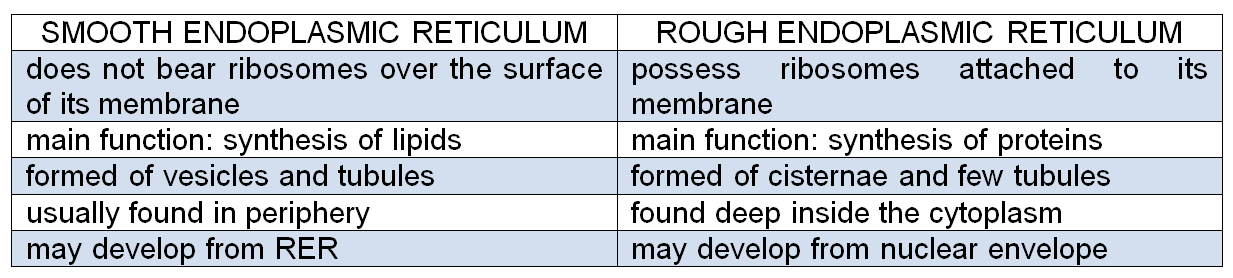 SMOOTH ENDOPLASMIC RETICULUM
ROUGH ENDOPLASMIC RETICULUM
does not bear ribosomes over the surface
of its membrane
possess ribosomes attached to its
membrane
main function: synthesis of lipids
main function: synthesis of proteins
formed of vesicles and tubules
formed of cisternae and few tubules
usually found in periphery
found deep inside the cytoplasm
may develop from RER
may develop from nuclear envelope